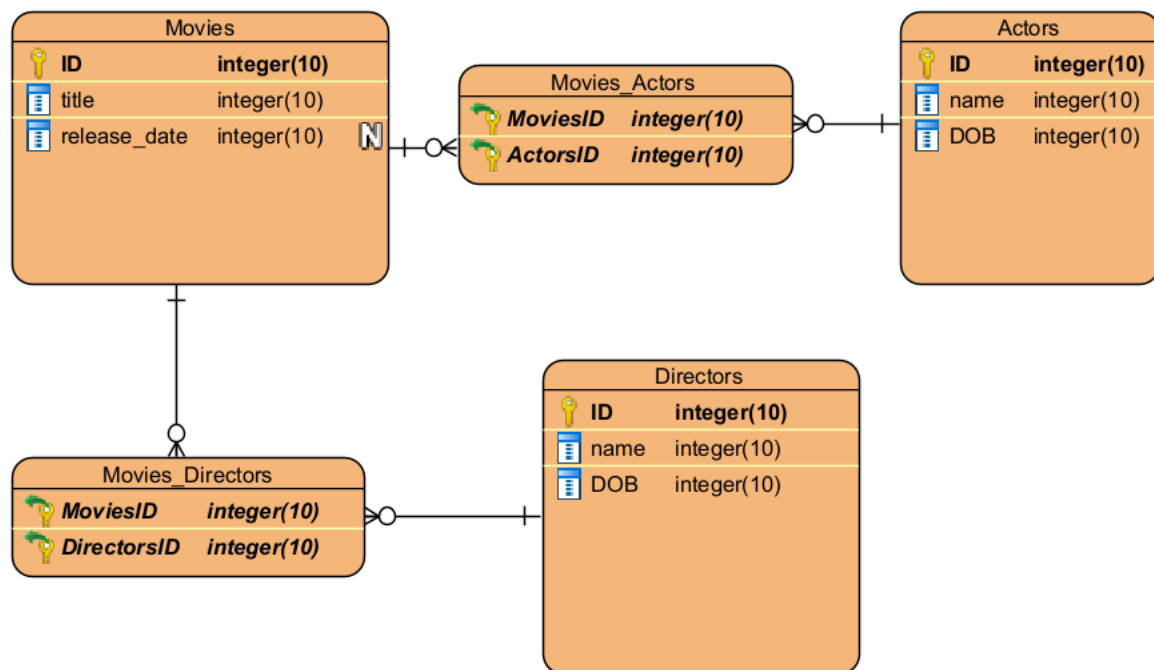 Movies
ID integer(10)
title integer(10)
release_date integer(10) N
Movies_Actors
MoviesID integer(10)
ActorsID integer(10)
Actors
ID integer(10)
name integer(10)
DOB integer(10)
Movies_Directors
MoviesID integer(10)
DirectorsID integer(10)
Directors
ID integer(10)
name integer(10)
DOB integer(10)